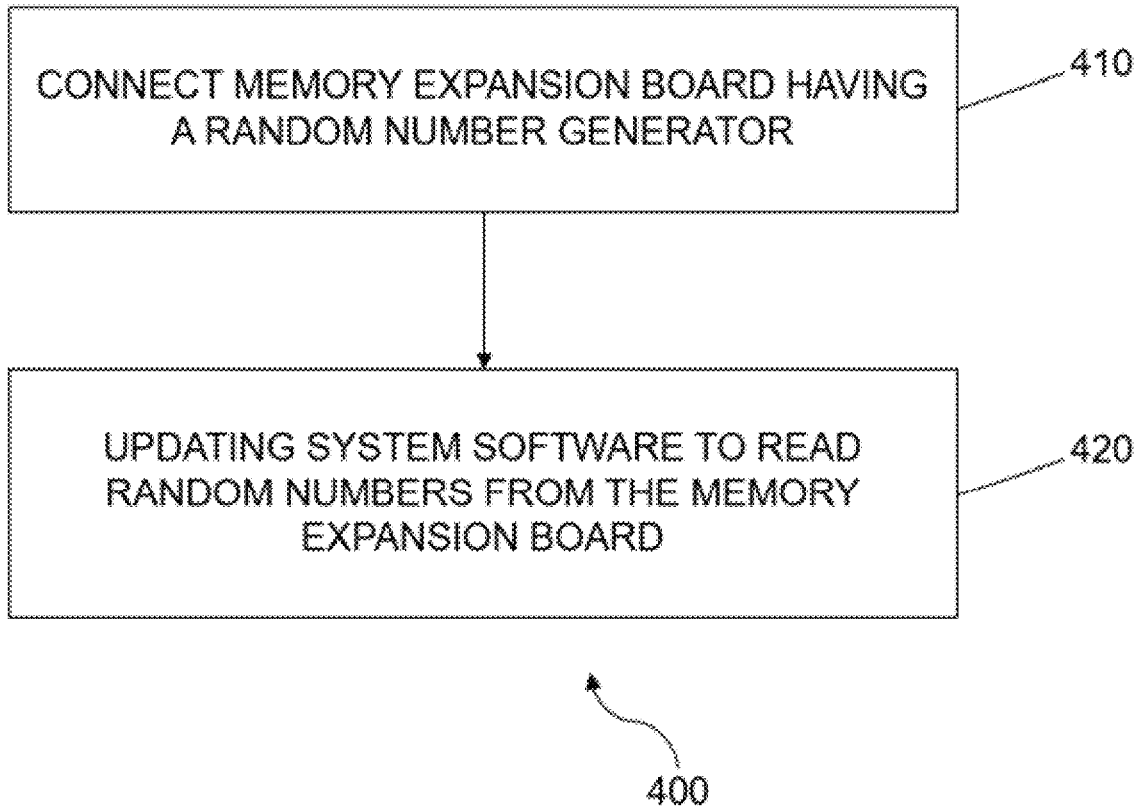 CONNECT MEMORY EXPANSION BOARD HAVING
A RANDOM NUMBER GENERATOR
410
UPDATING SYSTEM SOFTWARE TO READ
RANDOM NUMBERS FROM THE MEMORY
EXPANSION BOARD
420
400